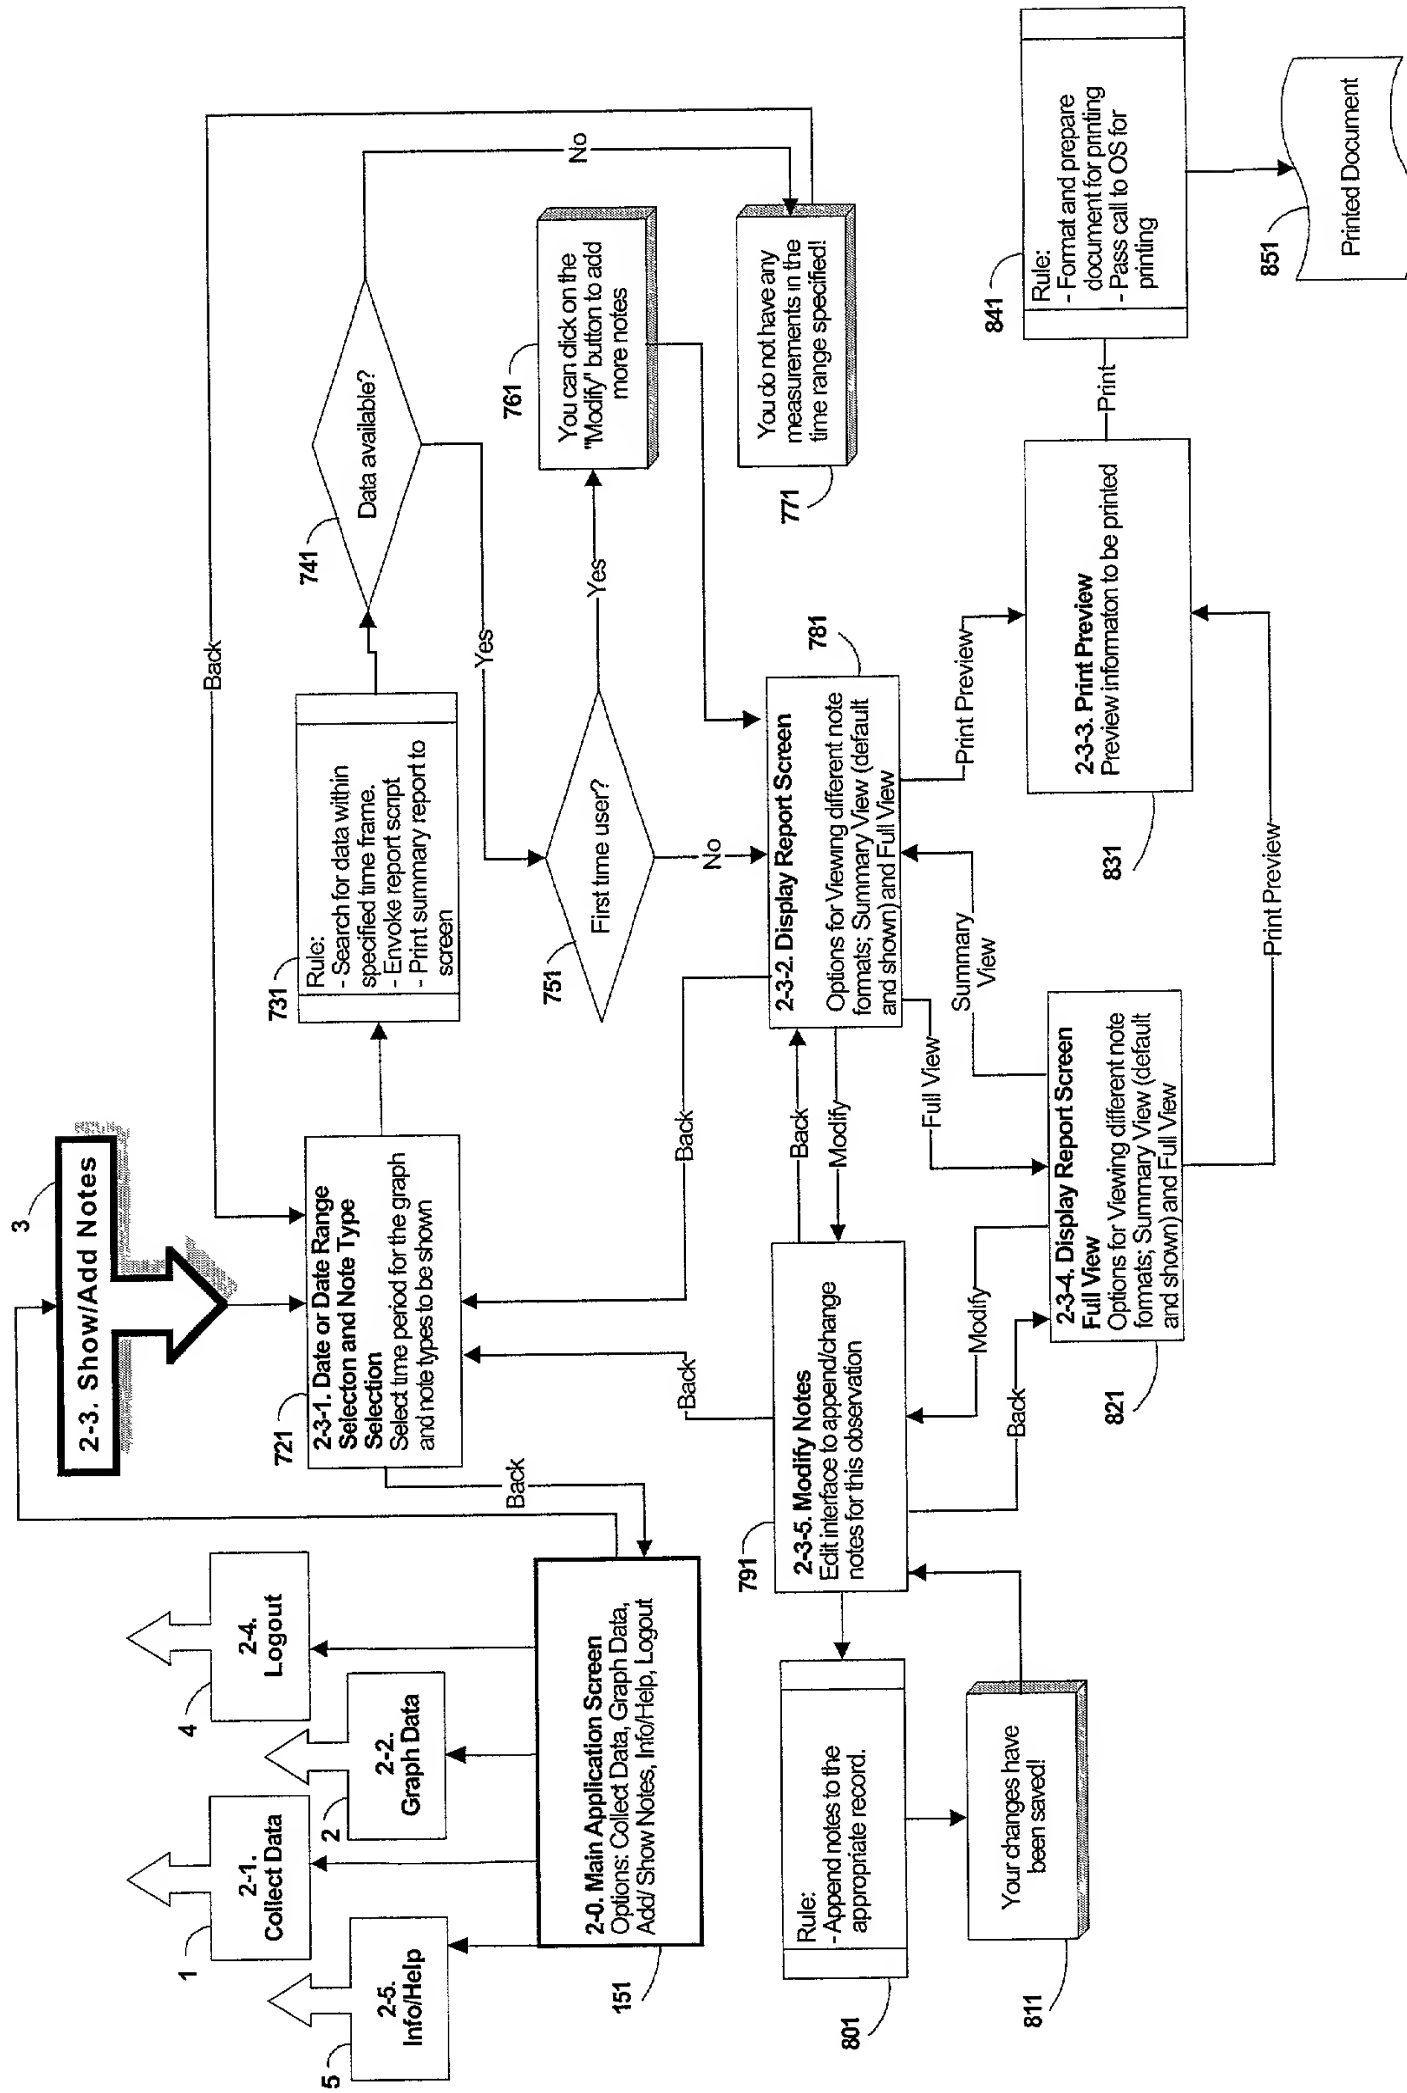 3
2-3. Show/Add Notes
4
2-4.
Logout
1
2-1.
Collect Data
2
2-2.
Graph Data
5
2-5.
Info/Help
151
2-0. Main Application Screen
Options: Collect Data, Graph Data,
Add/ Show Notes, Info/Help, Logout
Back
721
2-3-1. Date or Date Range
Selecton and Note Type
Selection
Select time period for the graph
and note types to be shown
Back
731
Rule:
- Search for data within
specified time frame.
- Envoke report script
- Print summary report to
screen
741
Data available?
No
Yes
751
First time user?
Yes
No
761
You can click on the
"Modify" button to add
more notes
771
You do not have any
measurements in the
time range specified!
781
2-3-2. Display Report Screen
Options for Viewing different note
formats; Summary View (default
and shown) and Full View
Back
Back
Back
Modify
Full View
Summary
View
Print Preview
791
2-3-5. Modify Notes
Edit interface to append/change
notes for this observation
Modify
Back
801
Rule:
- Append notes to the
appropriate record.
811
Your changes have
been saved!
821
2-3-4. Display Report Screen
Full View
Options for Viewing different note
formats; Summary View (default
and shown) and Full View
Print Preview
831
2-3-3. Print Preview
Preview informaton to be printed
Print
841
Rule:
- Format and prepare
document for printing
- Pass call to OS for
printing
851
Printed Document